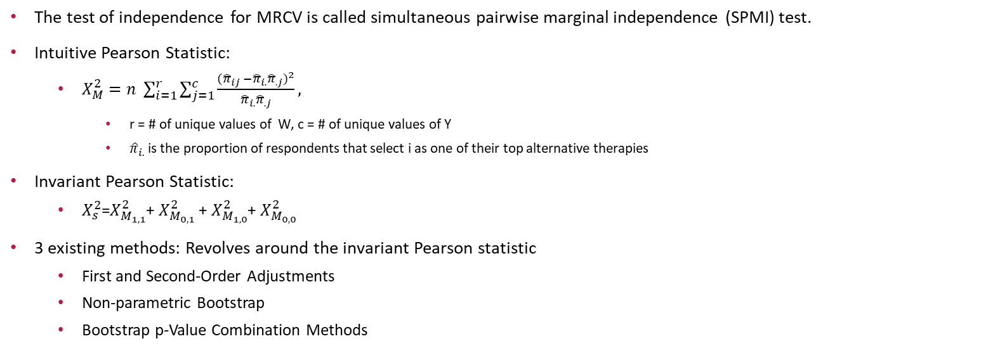 • The test of independence for MRCV is called simultaneous pairwise marginal independence (SPMI) test.
• Intuitive Pearson Statistic:
• $X_M^2 = n \sum_{i=1}^{r} \sum_{j=1}^{c} \frac{(\hat{\pi}_{ij} - \hat{\pi}_{i.}\hat{\pi}_{.j})^2}{\hat{\pi}_{i.}\hat{\pi}_{.j}}$,
• r = # of unique values of W, c = # of unique values of Y
• $\hat{\pi}_{i.}$ is the proportion of respondents that select i as one of their top alternative therapies
• Invariant Pearson Statistic:
• $X_s^2 = X_{M_{1,1}}^2 + X_{M_{0,1}}^2 + X_{M_{1,0}}^2 + X_{M_{0,0}}^2$
• 3 existing methods: Revolves around the invariant Pearson statistic
• First and Second-Order Adjustments
• Non-parametric Bootstrap
• Bootstrap p-Value Combination Methods